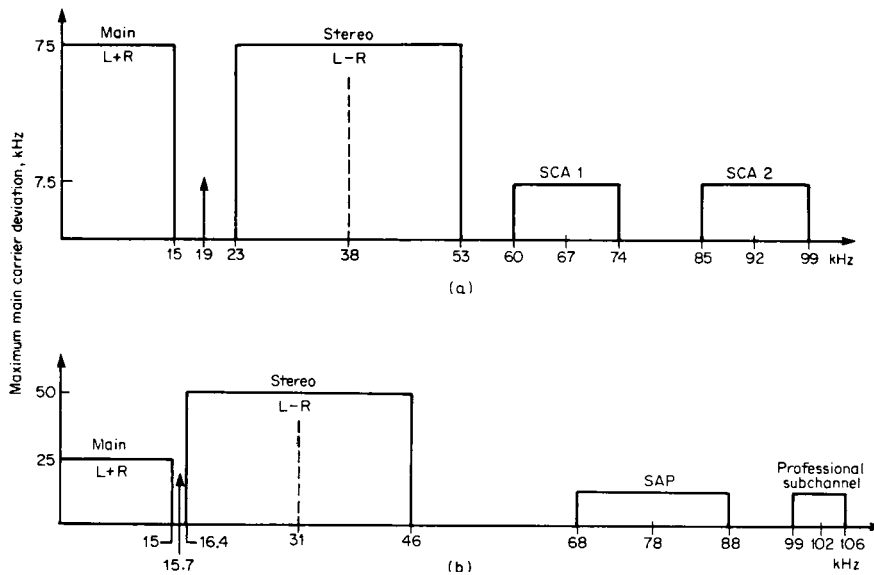 Maximum main carrier deviation, kHz
Main
L+R
Stereo
L–R
75
7.5
SCA 1
SCA 2
15
19
23
38
53
60
67
74
85
92
99
kHz
(a)
50
25
Main
L+R
Stereo
L–R
SAP
Professional
subchannel
15
15.7
16.4
31
46
68
78
88
99
102
106
kHz
(b)